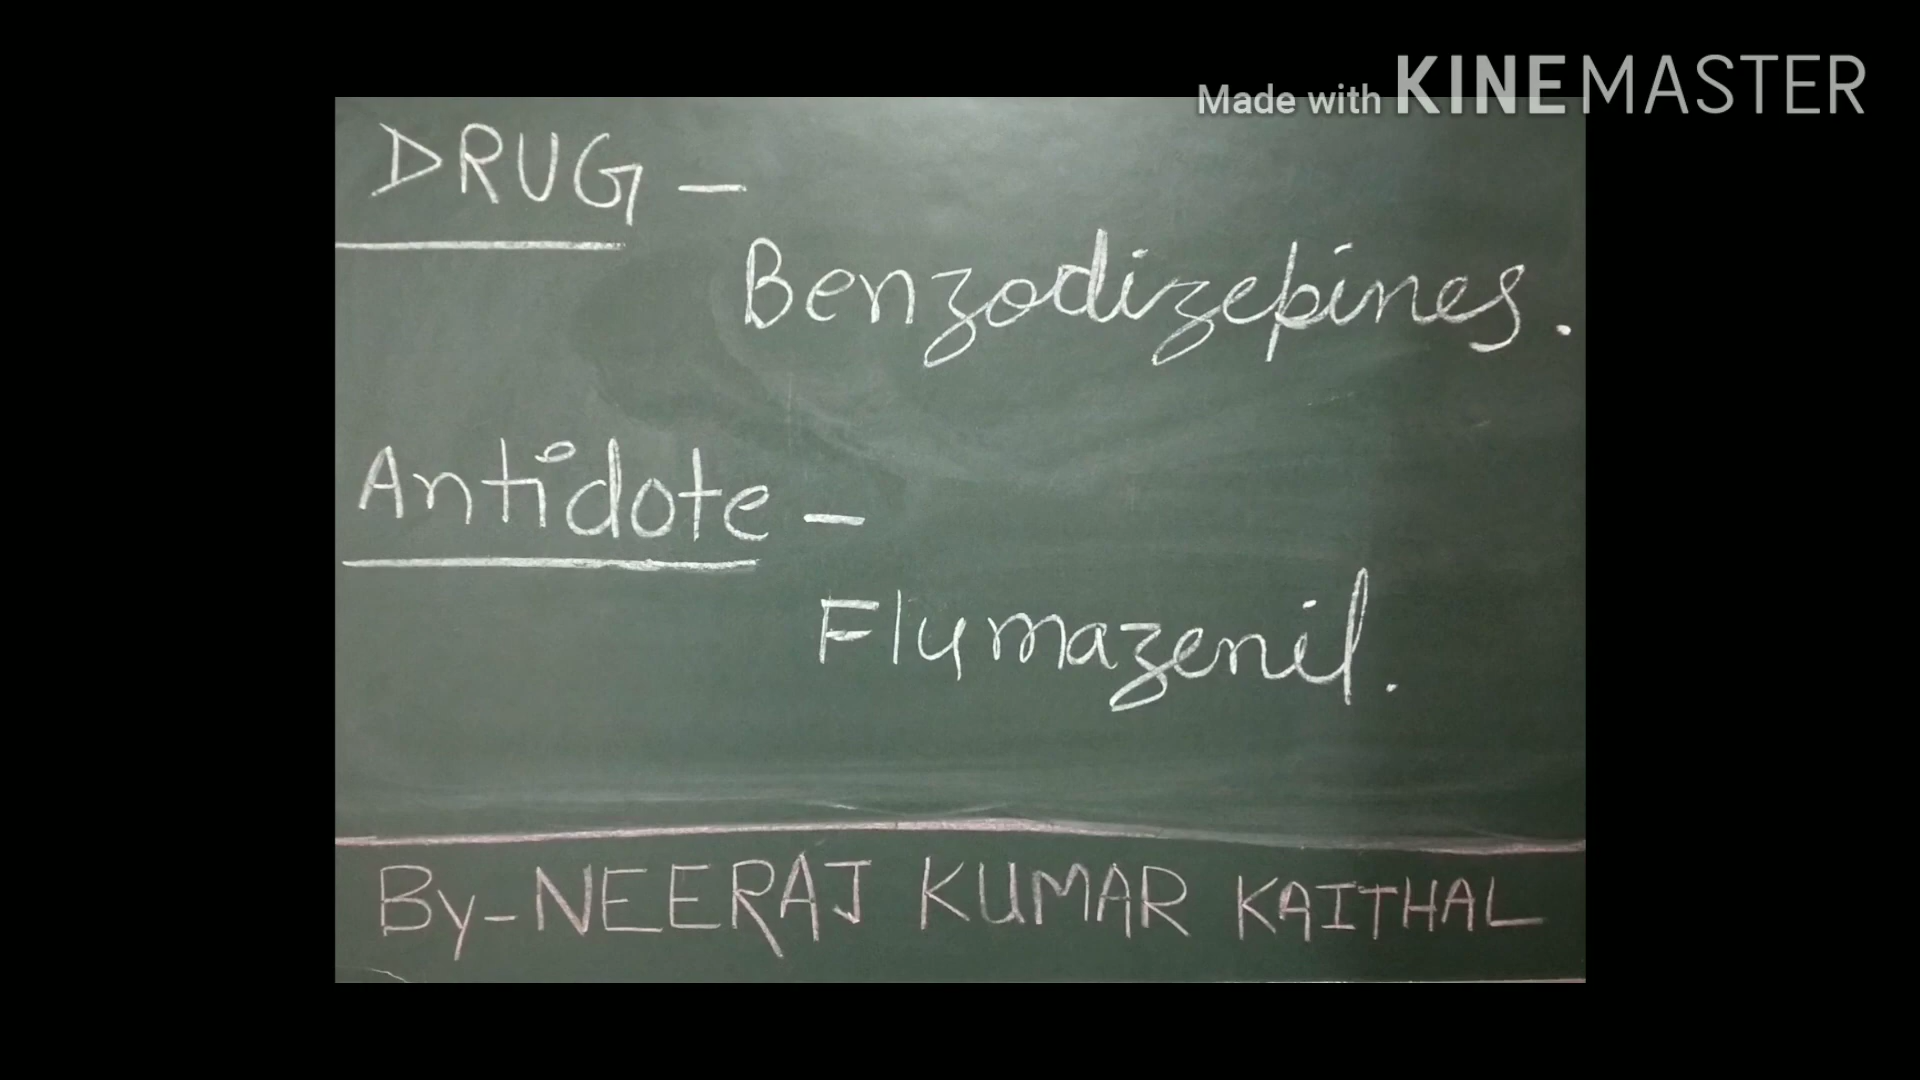 Made with KINEMASTER
DRUG -
Benzodizepines.
Antidote -
Flumazenil.
By-NEERAJ KUMAR KAITHAL